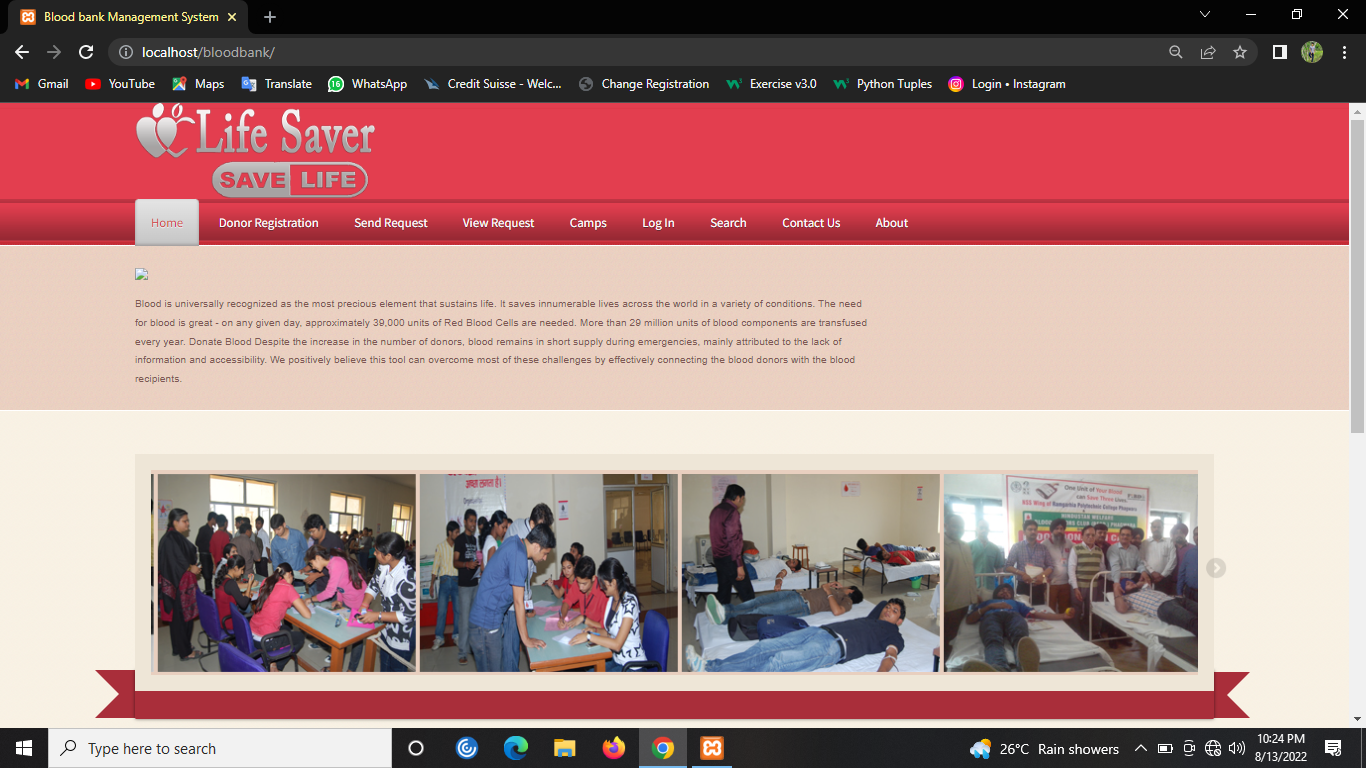 Blood bank Management System
localhost/bloodbank/
Gmail YouTube Maps Translate WhatsApp Credit Suisse - Welc... Change Registration Exercise v3.0 Python Tuples Login • Instagram
Life Saver
SAVE LIFE
Home Donor Registration Send Request View Request Camps Log In Search Contact Us About
Blood is universally recognized as the most precious element that sustains life. It saves innumerable lives across the world in a variety of conditions. The need
for blood is great - on any given day, approximately 39,000 units of Red Blood Cells are needed. More than 29 million units of blood components are transfused
every year. Donate Blood Despite the increase in the number of donors, blood remains in short supply during emergencies, mainly attributed to the lack of
information and accessibility. We positively believe this tool can overcome most of these challenges by effectively connecting the blood donors with the blood
recipients.
One Unit of Your Blood
can Save Three Lives
HINDUSTAN WELFARE
Type here to search
26°C Rain showers
10:24 PM
8/13/2022